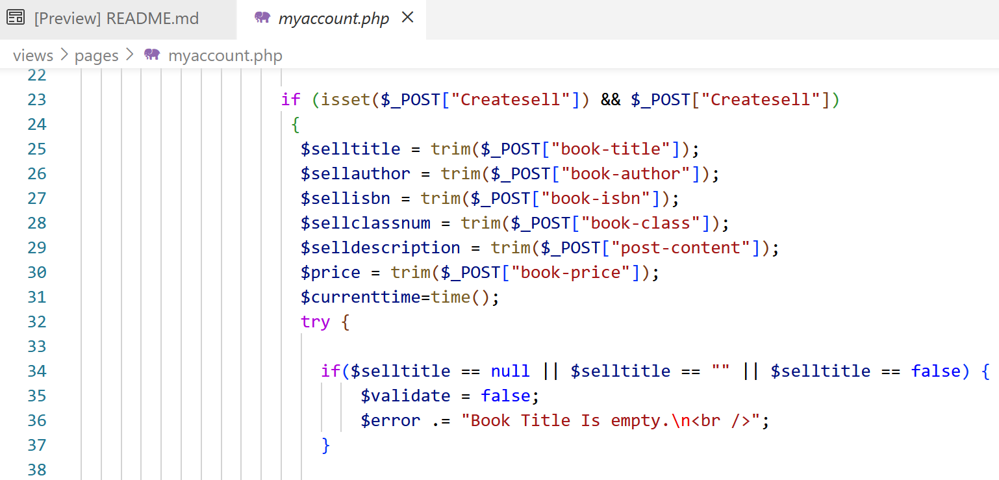 [Preview] README.md
myaccount.php
views > pages > myaccount.php
22
23 if (isset($_POST["Createsell"]) && $_POST["Createsell"])
24 {
25 $selltitle = trim($_POST["book-title"]);
26 $sellauthor = trim($_POST["book-author"]);
27 $sellisbn = trim($_POST["book-isbn"]);
28 $sellclassnum = trim($_POST["book-class"]);
29 $selldescription = trim($_POST["post-content"]);
30 $price = trim($_POST["book-price"]);
31 $currenttime=time();
32 try {
33
34 if($selltitle == null || $selltitle == "" || $selltitle == false) {
35 $validate = false;
36 $error .= "Book Title Is empty.\n<br />";
37 }
38